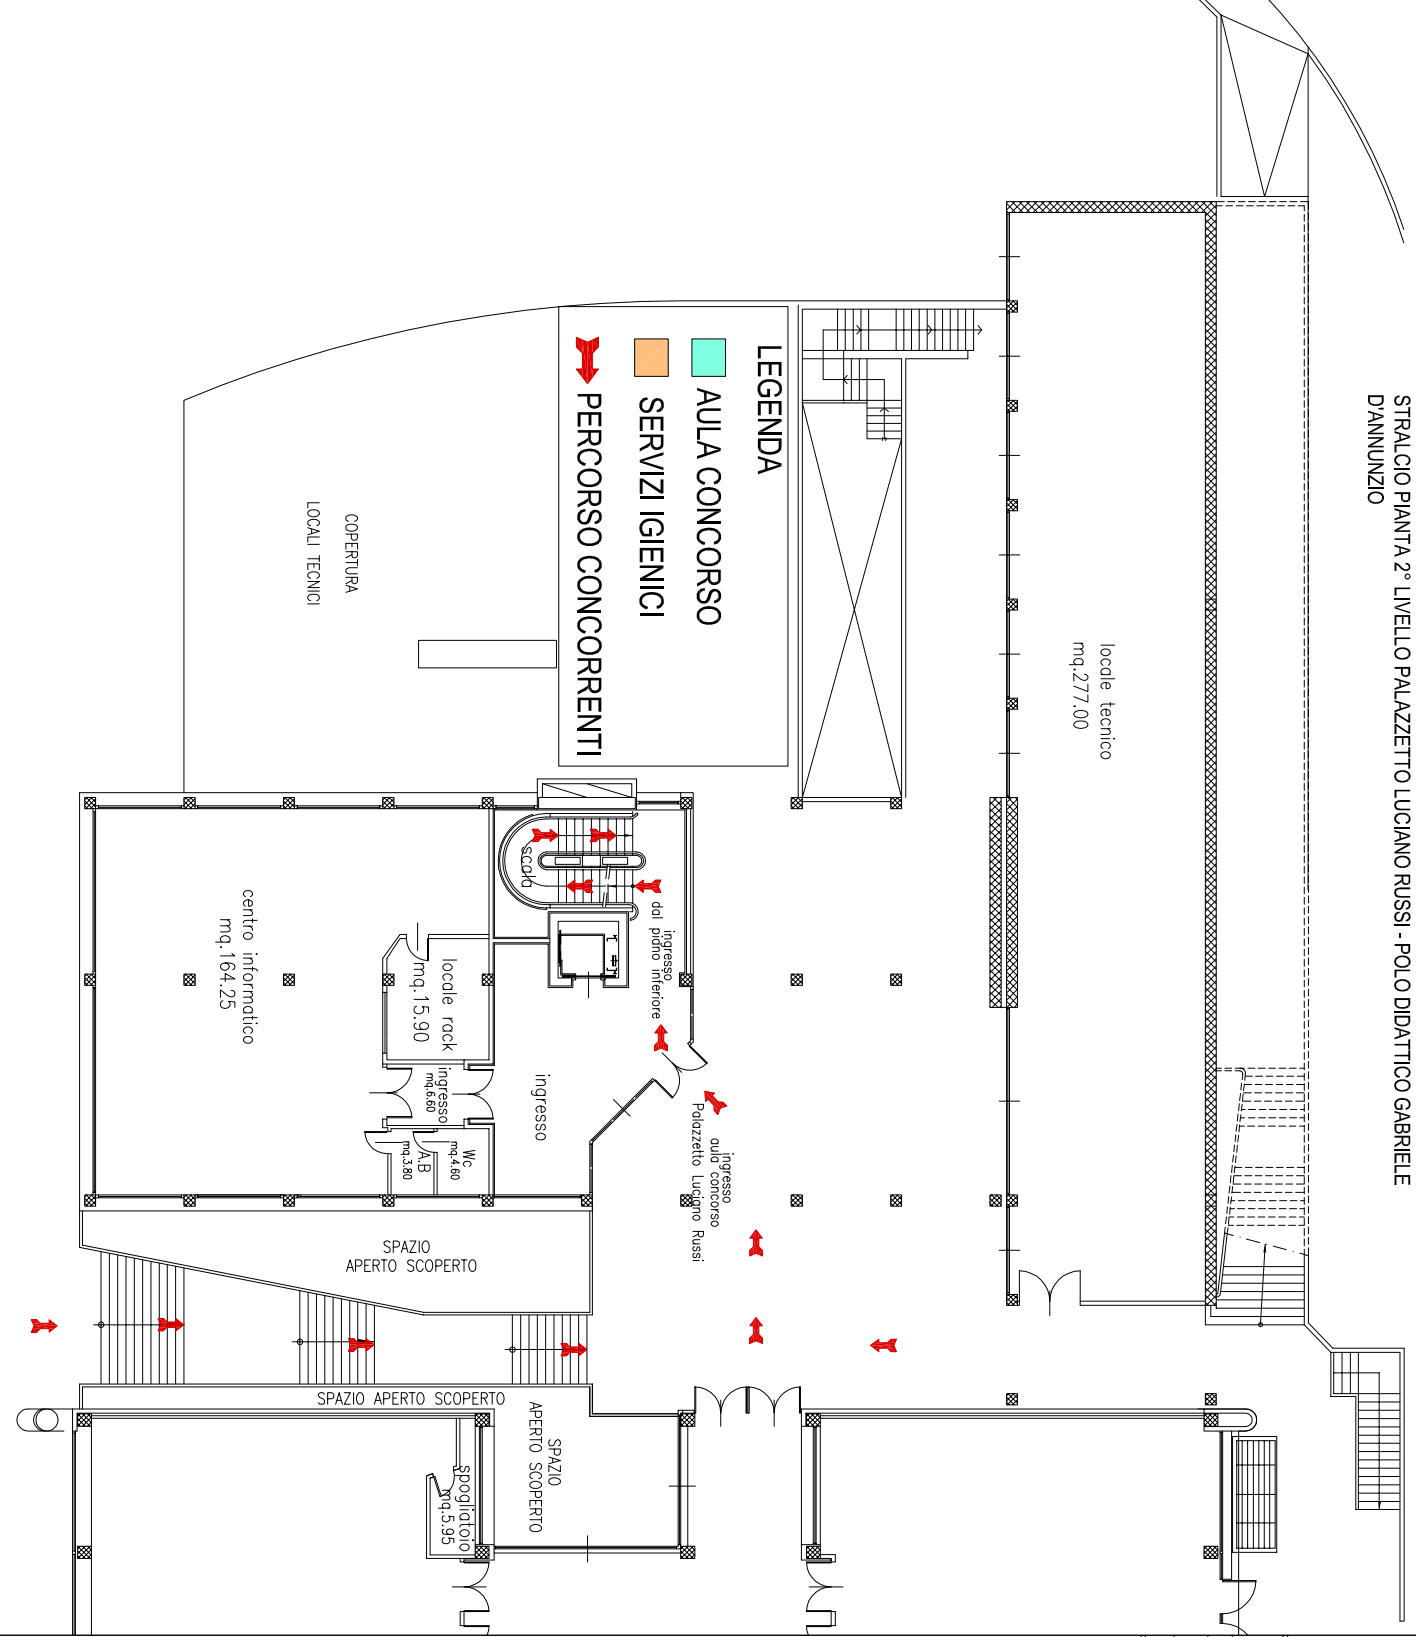 STRALCIO PIANTA 2° LIVELLO PALAZZETTO LUCIANO RUSSI - POLO DIDATTICO GABRIELE
D'ANNUNZIO
LEGENDA
AULA CONCORSO
SERVIZI IGIENICI
PERCORSO CONCORRENTI
COPERTURA
LOCALI TECNICI
locale tecnico
mq.277.00
scala
ingresso
dal piano inferiore
centro informatico
mq.164.25
locale rack
mq.15.90
ingresso
mq.6.60
ingresso
Wc
mq.4.60
A.B
mq.3.80
ingresso
aula concorso
Palazzetto Luciano Russi
SPAZIO
APERTO SCOPERTO
SPAZIO APERTO SCOPERTO
SPAZIO
APERTO SCOPERTO
spogliatoio
mq.5.95